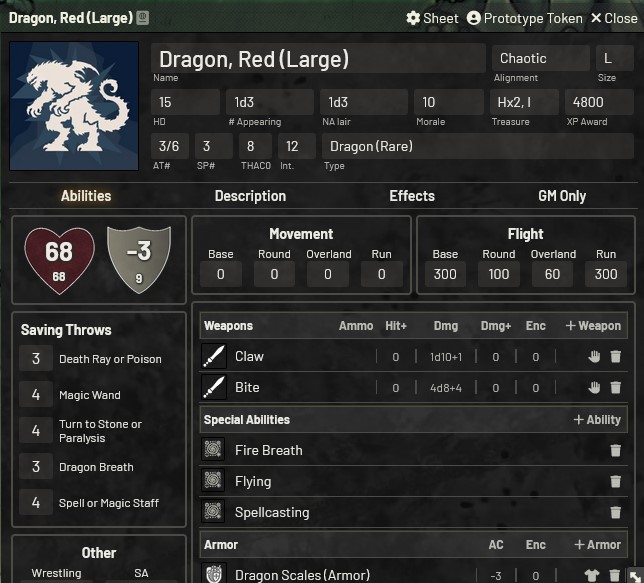 Dragon, Red (Large) Sheet Prototype Token Close
Dragon, Red (Large) Chaotic L
Name Alignment Size
15 1d3 1d3 10 Hx2, I 4800
HD # Appearing NA lair Morale Treasure XP Award
3/6 3 8 12 Dragon (Rare)
AT# SP# THAC0 Int. Type
Abilities Description Effects GM Only
68 -3
68 9
Movement
Base Round Overland Run
0 0 0 0
Flight
Base Round Overland Run
300 100 60 300
Saving Throws
3 Death Ray or Poison
4 Magic Wand
4 Turn to Stone or
Paralysis
3 Dragon Breath
4 Spell or Magic Staff
Other
Wrestling SA
Weapons Ammo Hit+ Dmg Dmg+ Enc + Weapon
Claw 0 1d10+1 0 0
Bite 0 4d8+4 0 0
Special Abilities + Ability
Fire Breath
Flying
Spellcasting
Armor AC Enc + Armor
Dragon Scales (Armor) -3 0